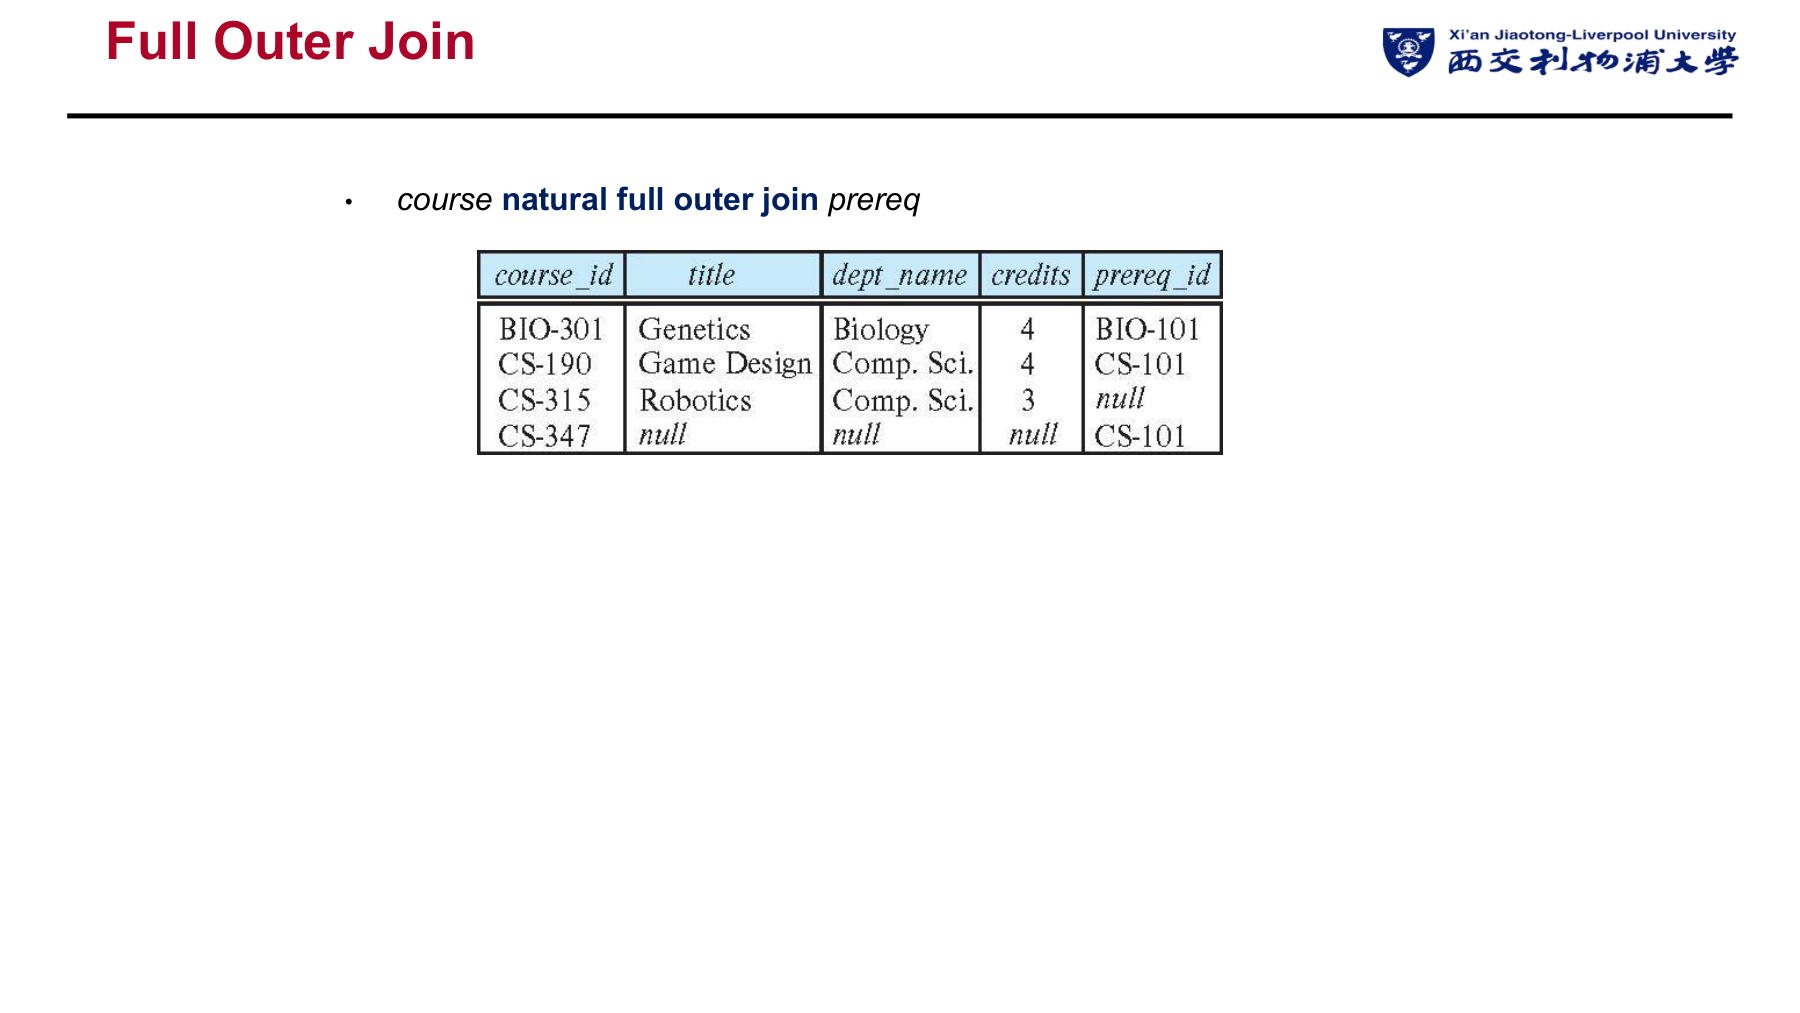 Full Outer Join
Xi'an Jiaotong-Liverpool University
西交利物浦大學
• course natural full outer join prereq
course_id title dept_name credits prereq_id
BIO-301 Genetics Biology 4 BIO-101
CS-190 Game Design Comp. Sci. 4 CS-101
CS-315 Robotics Comp. Sci. 3 null
CS-347 null null null CS-101